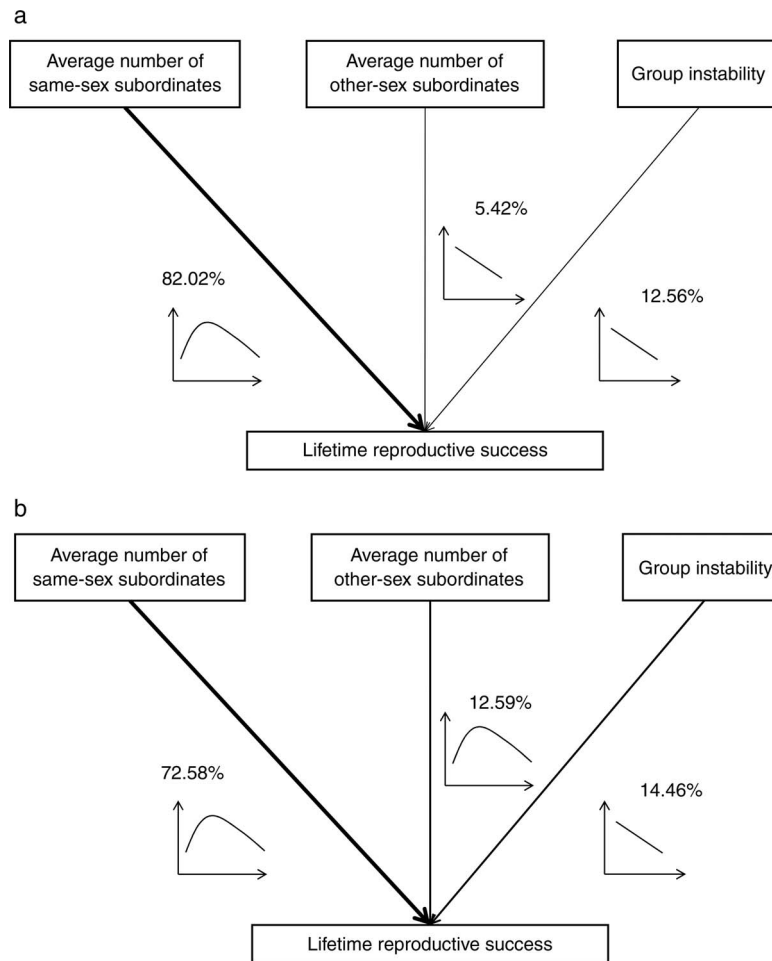 a
Average number of
same-sex subordinates
Average number of
other-sex subordinates
Group instability
5.42%
82.02%
12.56%
Lifetime reproductive success
b
Average number of
same-sex subordinates
Average number of
other-sex subordinates
Group instability
12.59%
72.58%
14.46%
Lifetime reproductive success